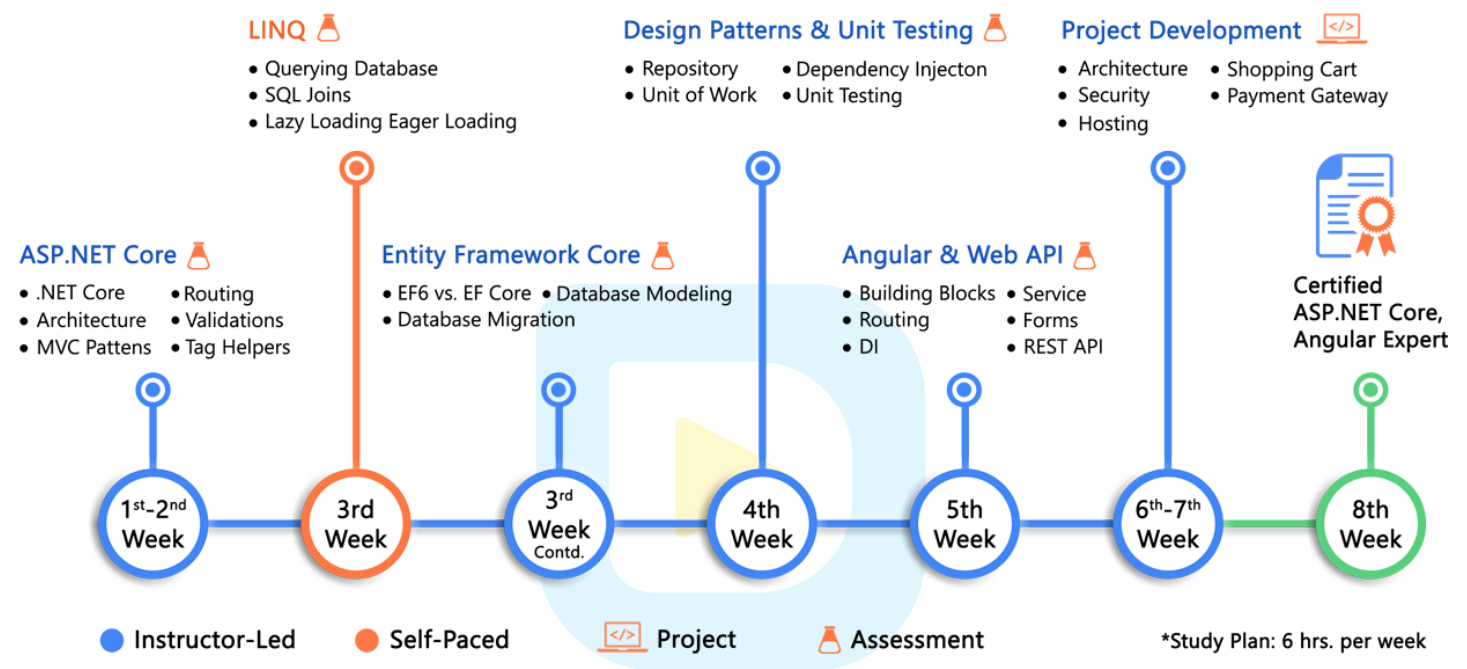 LINQ
• Querying Database
• SQL Joins
• Lazy Loading Eager Loading
Design Patterns & Unit Testing
• Repository
• Unit of Work
• Dependency Injecton
• Unit Testing
Project Development
</>
• Architecture
• Security
• Hosting
• Shopping Cart
• Payment Gateway
ASP.NET Core
• .NET Core
• Architecture
• MVC Pattens
• Routing
• Validations
• Tag Helpers
Entity Framework Core
• EF6 vs. EF Core
• Database Migration
• Database Modeling
Angular & Web API
• Building Blocks
• Routing
• DI
• Service
• Forms
• REST API
Certified
ASP.NET Core,
Angular Expert
1st-2nd
Week
3rd
Week
3rd
Week
Contd.
4th
Week
5th
Week
6th-7th
Week
8th
Week
Instructor-Led
Self-Paced
</>
Project
Assessment
*Study Plan: 6 hrs. per week